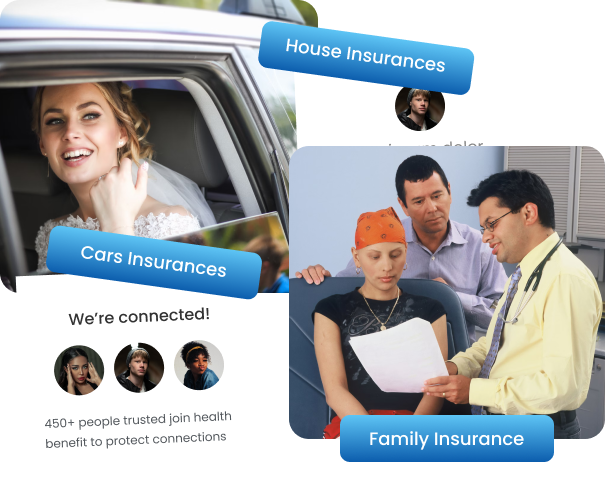 House Insurances
Cars Insurances
We're connected!
450+ people trusted join health
benefit to protect connections
Family Insurance